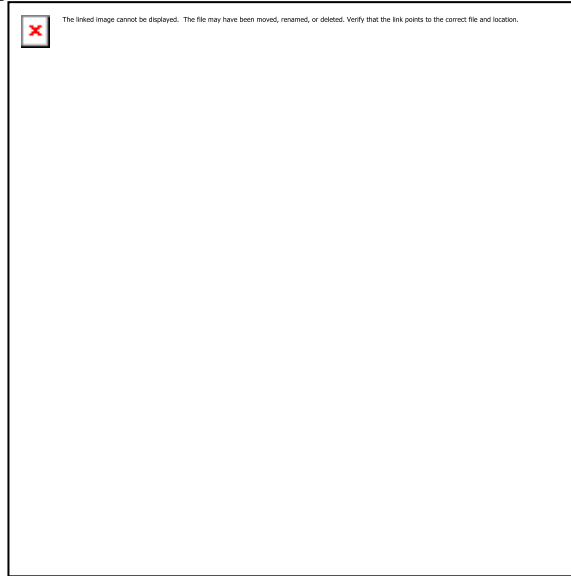 The linked image cannot be displayed.  The file may have been moved, renamed, or deleted. Verify that the link points to the correct file and location.